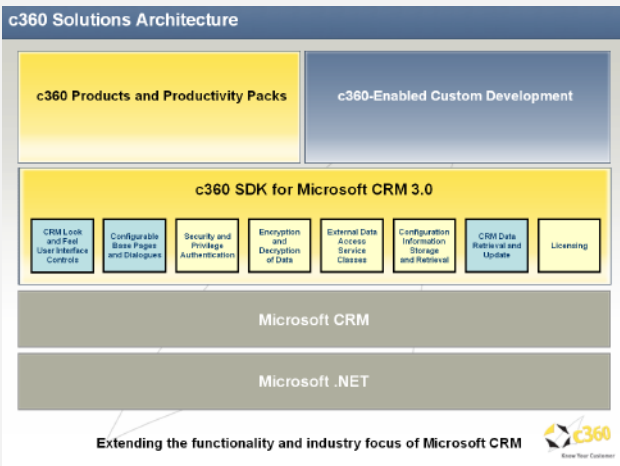 c360 Solutions Architecture
c360 Products and Productivity Packs
c360-Enabled Custom Development
c360 SDK for Microsoft CRM 3.0
CRM Look
and Feel
User Interface
Controls
Configurable
Base Pages
and Dialogues
Security and
Privilege
Authentication
Encryption
and
Decryption
of Data
External Data
Access
Service
Classes
Configuration
Information
Storage
and Retrieval
CRM Data
Retrieval and
Update
Licensing
Microsoft CRM
Microsoft .NET
Extending the functionality and industry focus of Microsoft CRM
c360
Know Your Customer